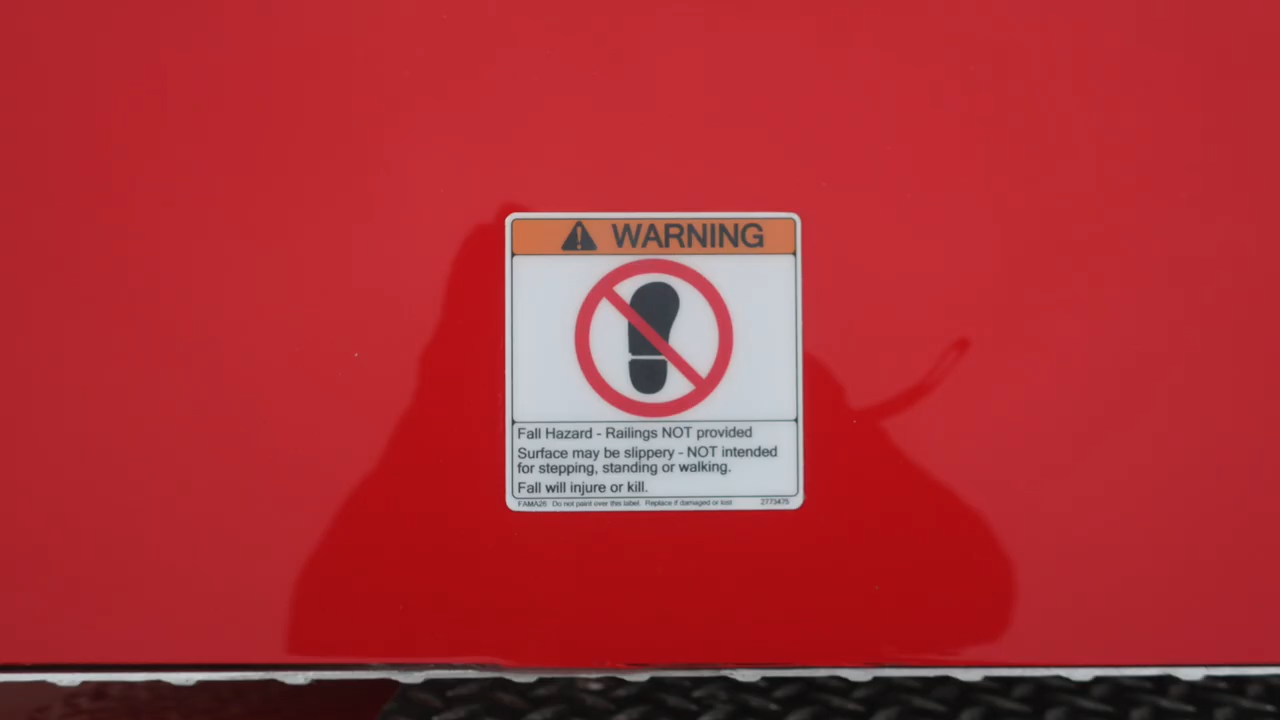 WARNING
Fall Hazard - Railings NOT provided
Surface may be slippery - NOT intended
for stepping, standing or walking.
Fall will injure or kill.
FAMA26 Do not paint over this label. Replace if damaged or lost 2773475